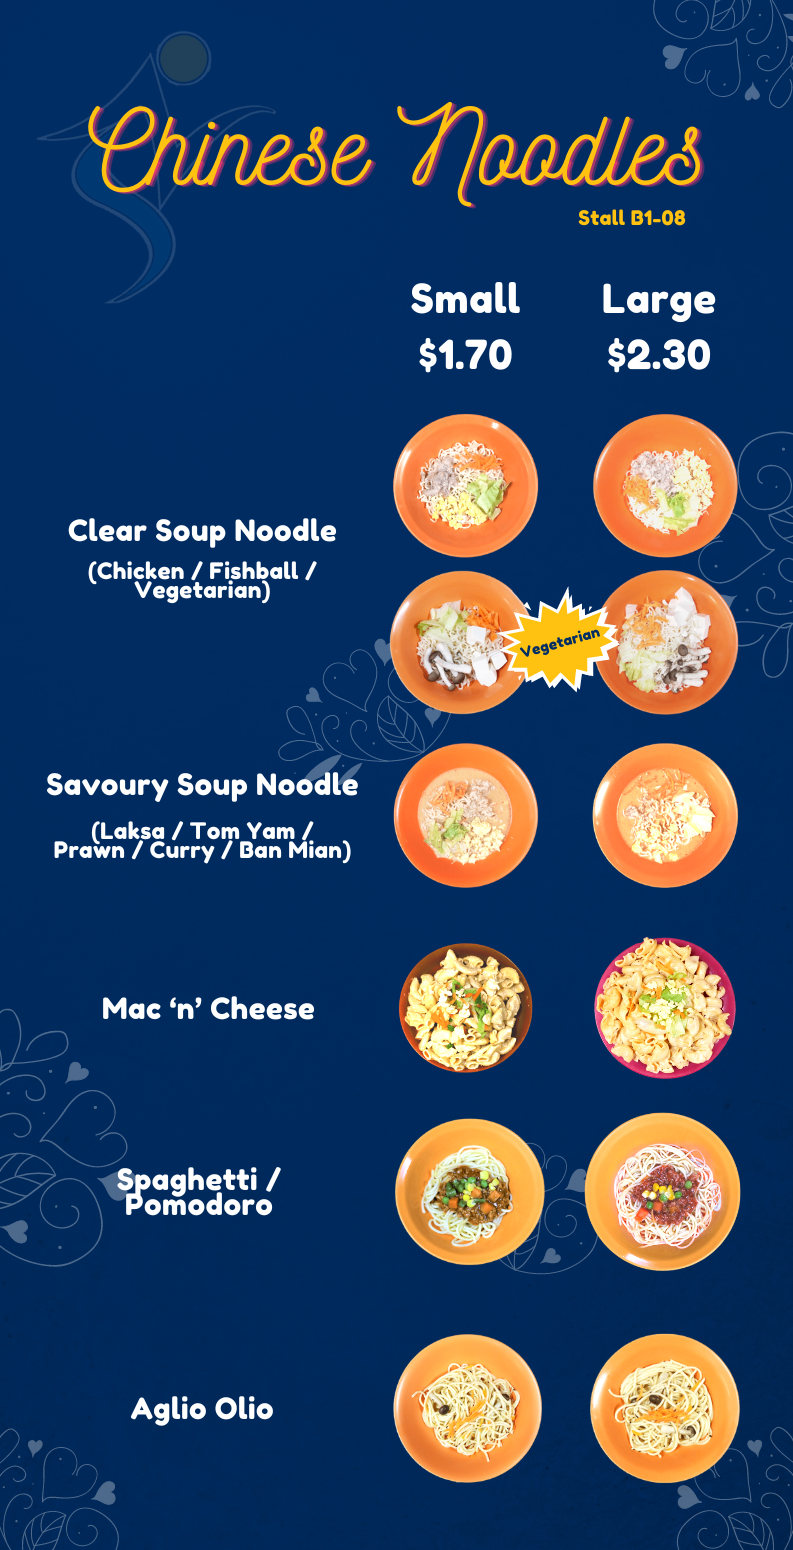 Chinese Noodles
Stall B1-08
Small Large
$1.70 $2.30
Clear Soup Noodle
(Chicken / Fishball /
Vegetarian)
Vegetarian
Savoury Soup Noodle
(Laksa / Tom Yam /
Prawn / Curry / Ban Mian)
Mac ‘n’ Cheese
Spaghetti /
Pomodoro
Aglio Olio